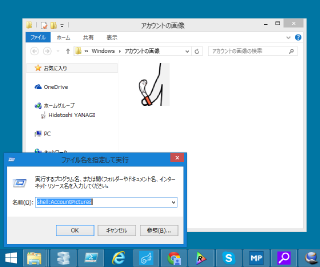 アカウントの画像
ファイル ホーム 共有 表示
Windows アカウントの画像 アカウントの画像の検索
お気に入り
OneDrive
ホームグループ
Hidetoshi YANAGI
PC
ネットワーク
ファイル名を指定して実行
実行するプログラム名、または開くフォルダーやドキュメント名、インター
ネット リソース名を入力してください。
名前(O): shell:AccountPictures
OK キャンセル 参照(B)...
MP